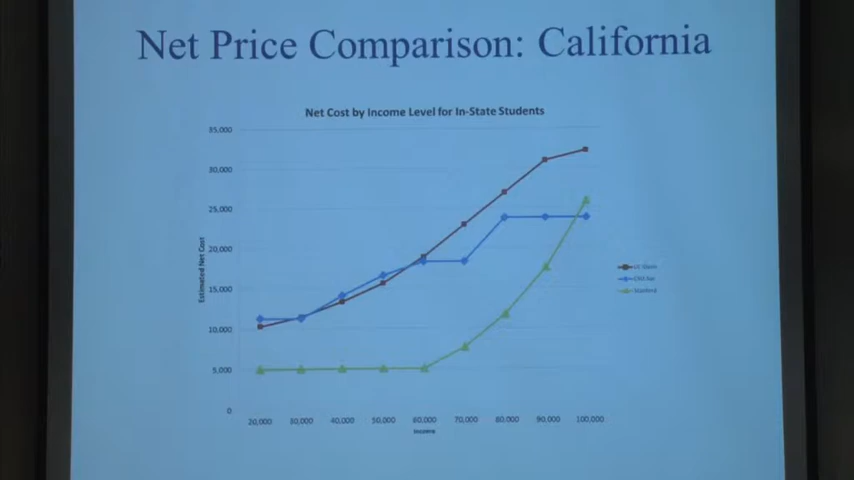 Net Price Comparison: California
Net Cost by Income Level for In-State Students
35,000
30,000
25,000
20,000
15,000
10,000
5,000
0
Estimated Net Cost
20,000 30,000 40,000 50,000 60,000 70,000 80,000 90,000 100,000
Income
Stanford